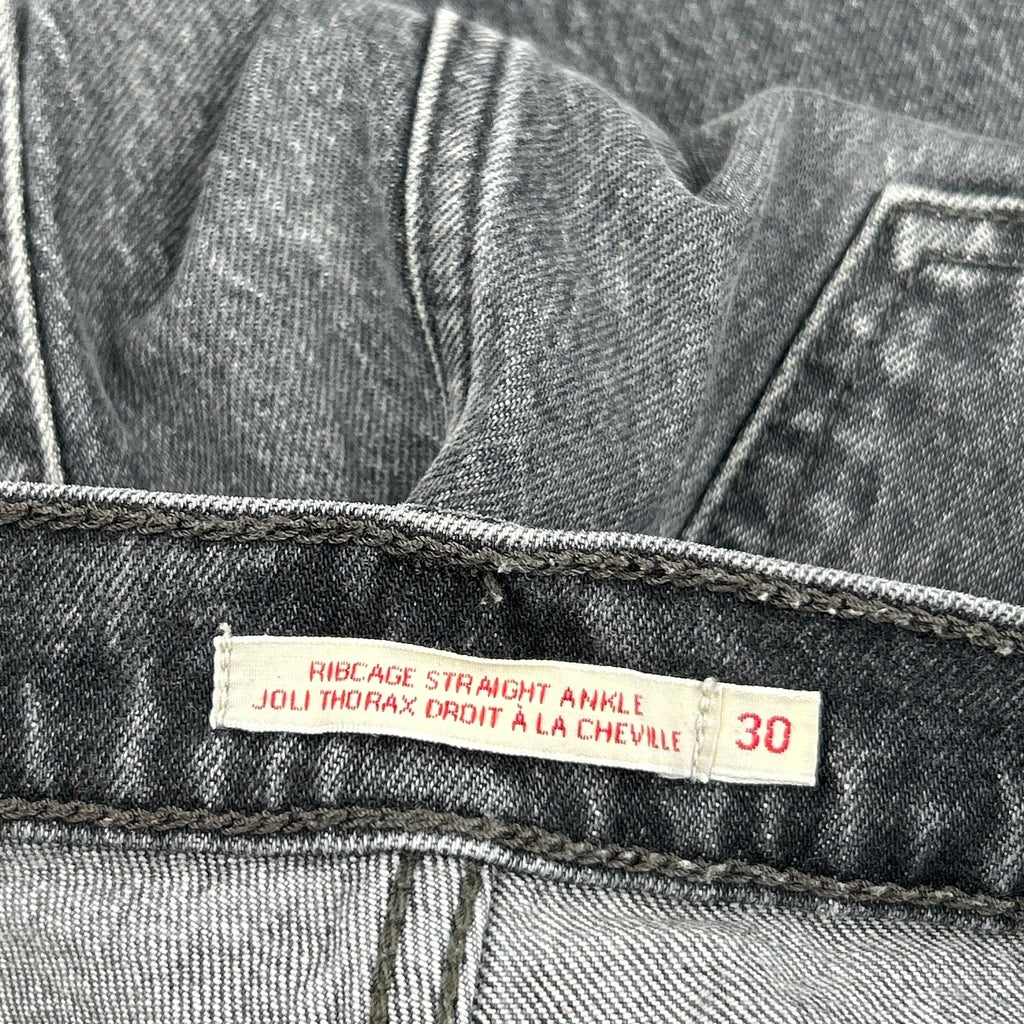 RIBCAGE STRAIGHT ANKLE
JOLI THORAX DROIT À LA CHEVILLE
30